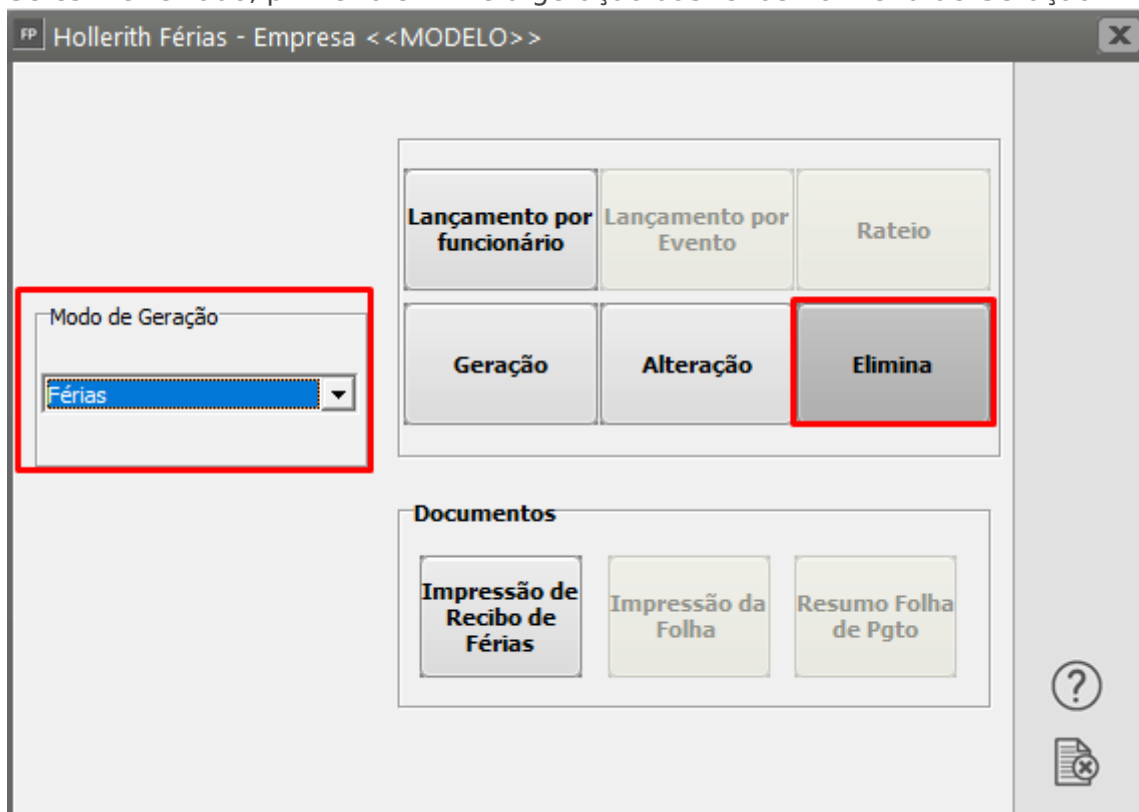 FP Hollerith Férias - Empresa <<MODELO>>
Lançamento por
funcionário
Lançamento por
Evento
Rateio
Modo de Geração
Férias
Geração
Alteração
Elimina
Documentos
Impressão de
Recibo de
Férias
Impressão da
Folha
Resumo Folha
de Pgto
?